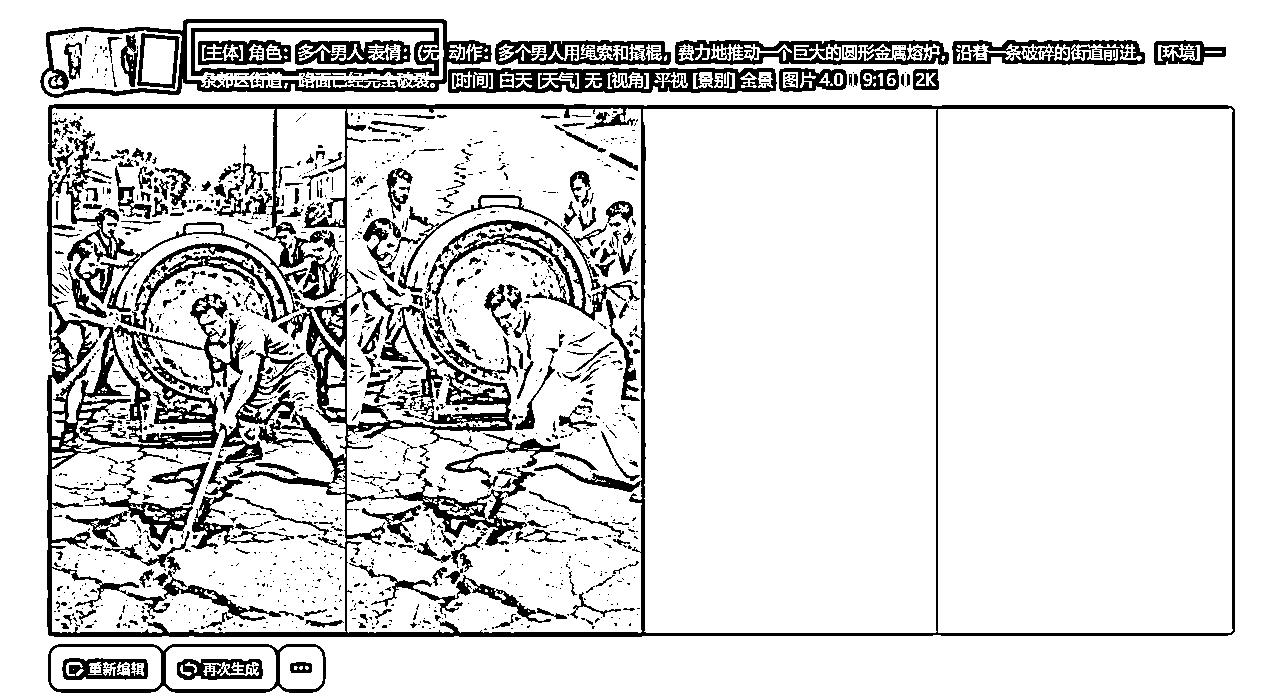 [主体] 角色：多个男人 表情：(无) 动作：多个男人用绳索和撬棍，费力地推动一个巨大的圆形金属熔炉，沿着一条破碎的街道前进。 [环境] 一
条郊区街道，路面已经完全破裂。 [时间] 白天 [天气] 无 [视角] 平视 [景别] 全景 图片 4.0 | 9:16 | 2K
重新编辑
再次生成